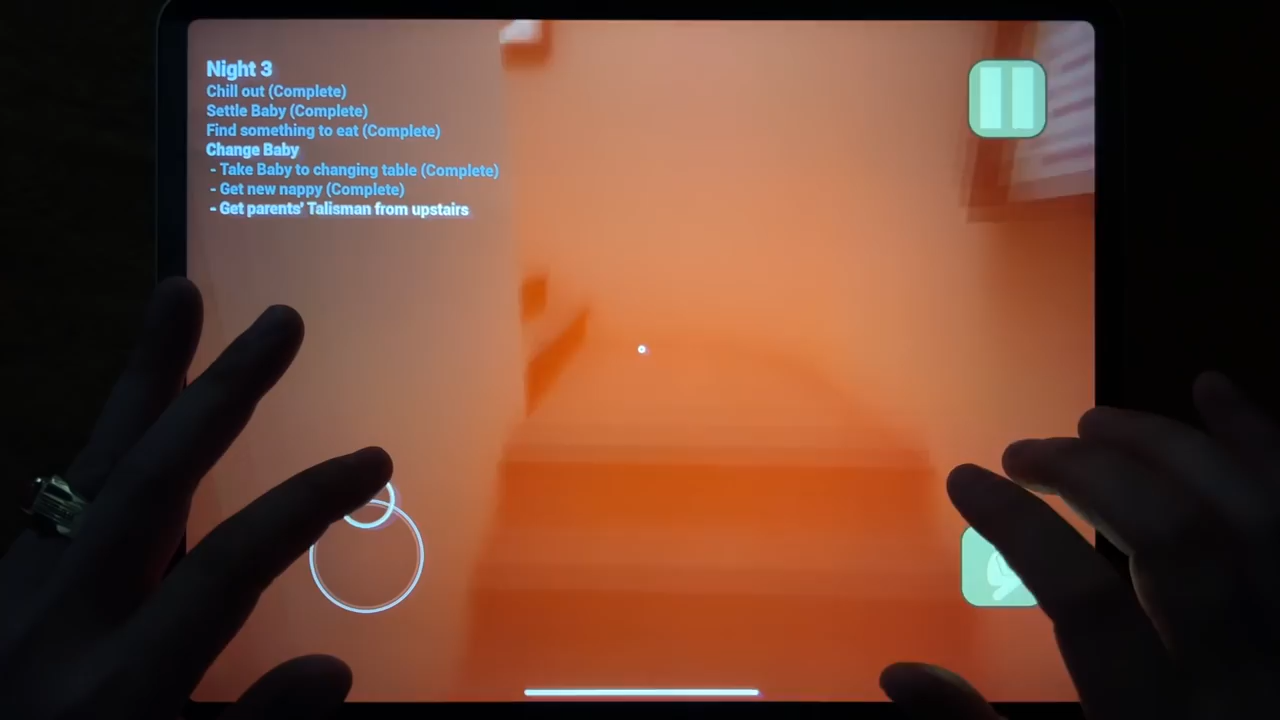 Night 3
Chill out (Complete)
Settle Baby (Complete)
Find something to eat (Complete)
Change Baby
- Take Baby to changing table (Complete)
- Get new nappy (Complete)
- Get parents' Talisman from upstairs